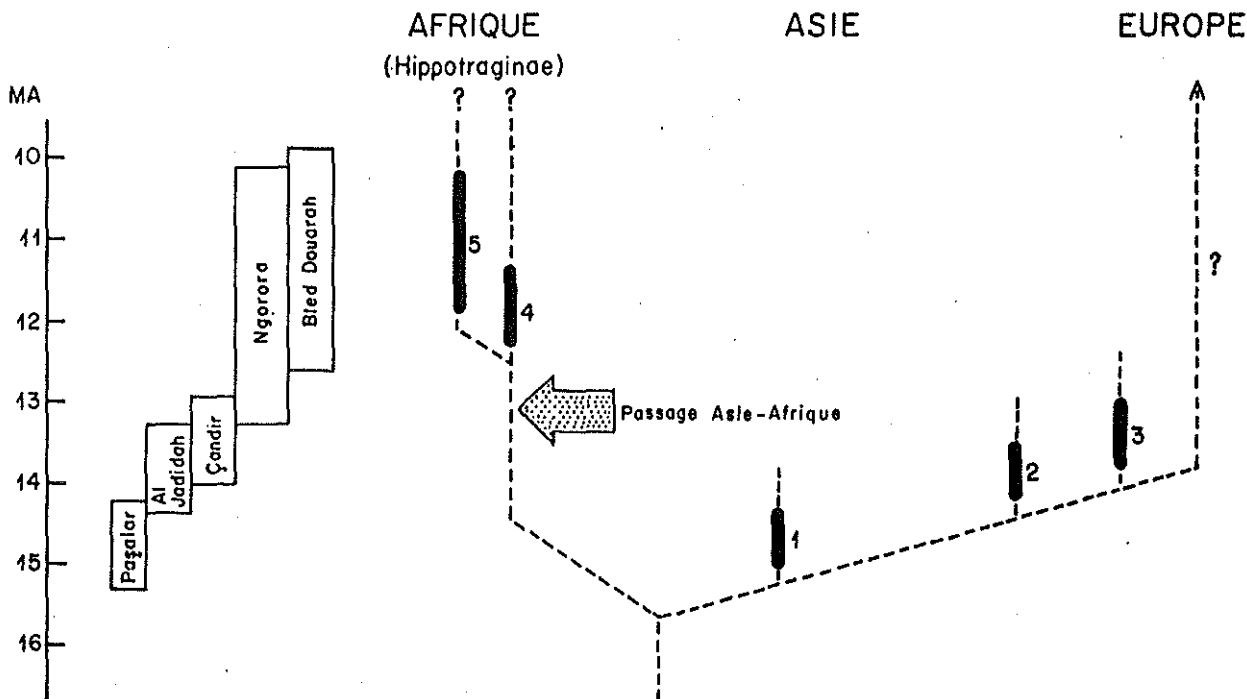 AFRIQUE
ASIE
EUROPE
(Hippotraginae)
MA
?
?
10
11
12
13
14
15
16
Paşalar
Al
Jadidah
Çandir
Ngorora
Bled Douarah
5
4
?
Passage Asie-Afrique
3
2
1